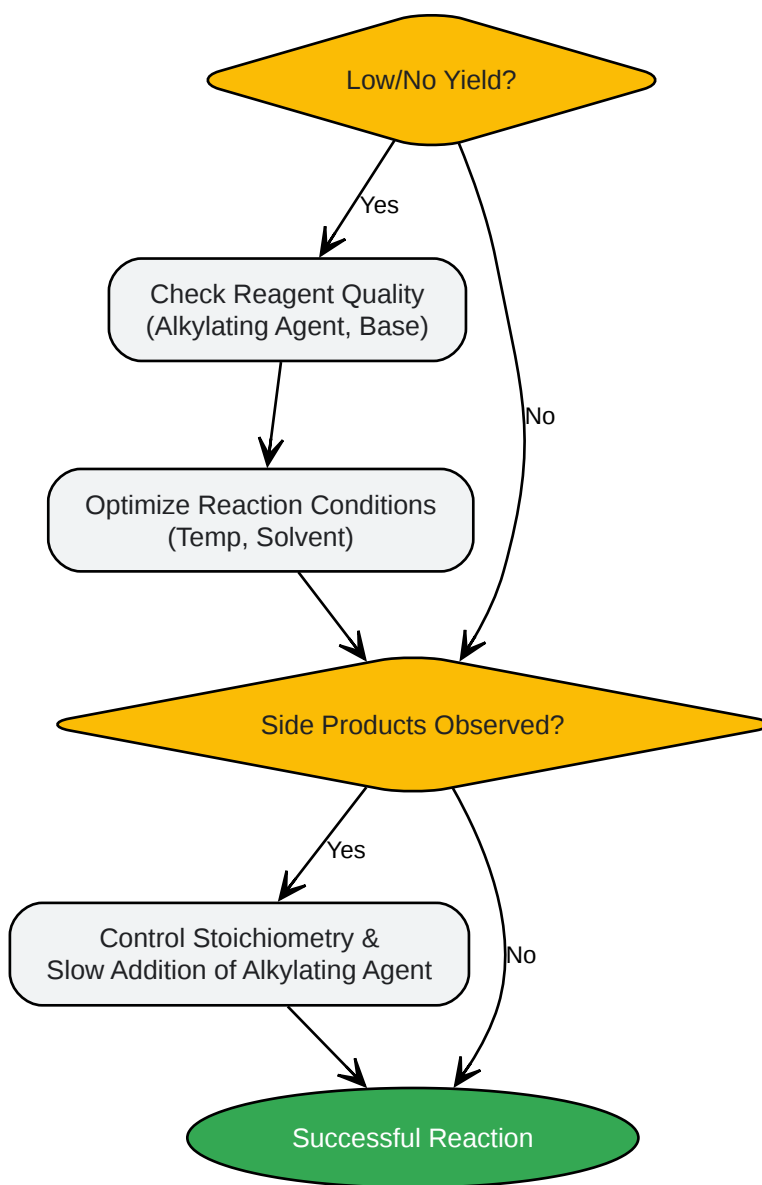 Low/No Yield?
Yes
Check Reagent Quality
(Alkylating Agent, Base)
No
Optimize Reaction Conditions
(Temp, Solvent)
Side Products Observed?
Yes
Control Stoichiometry &
Slow Addition of Alkylating Agent
No
Successful Reaction